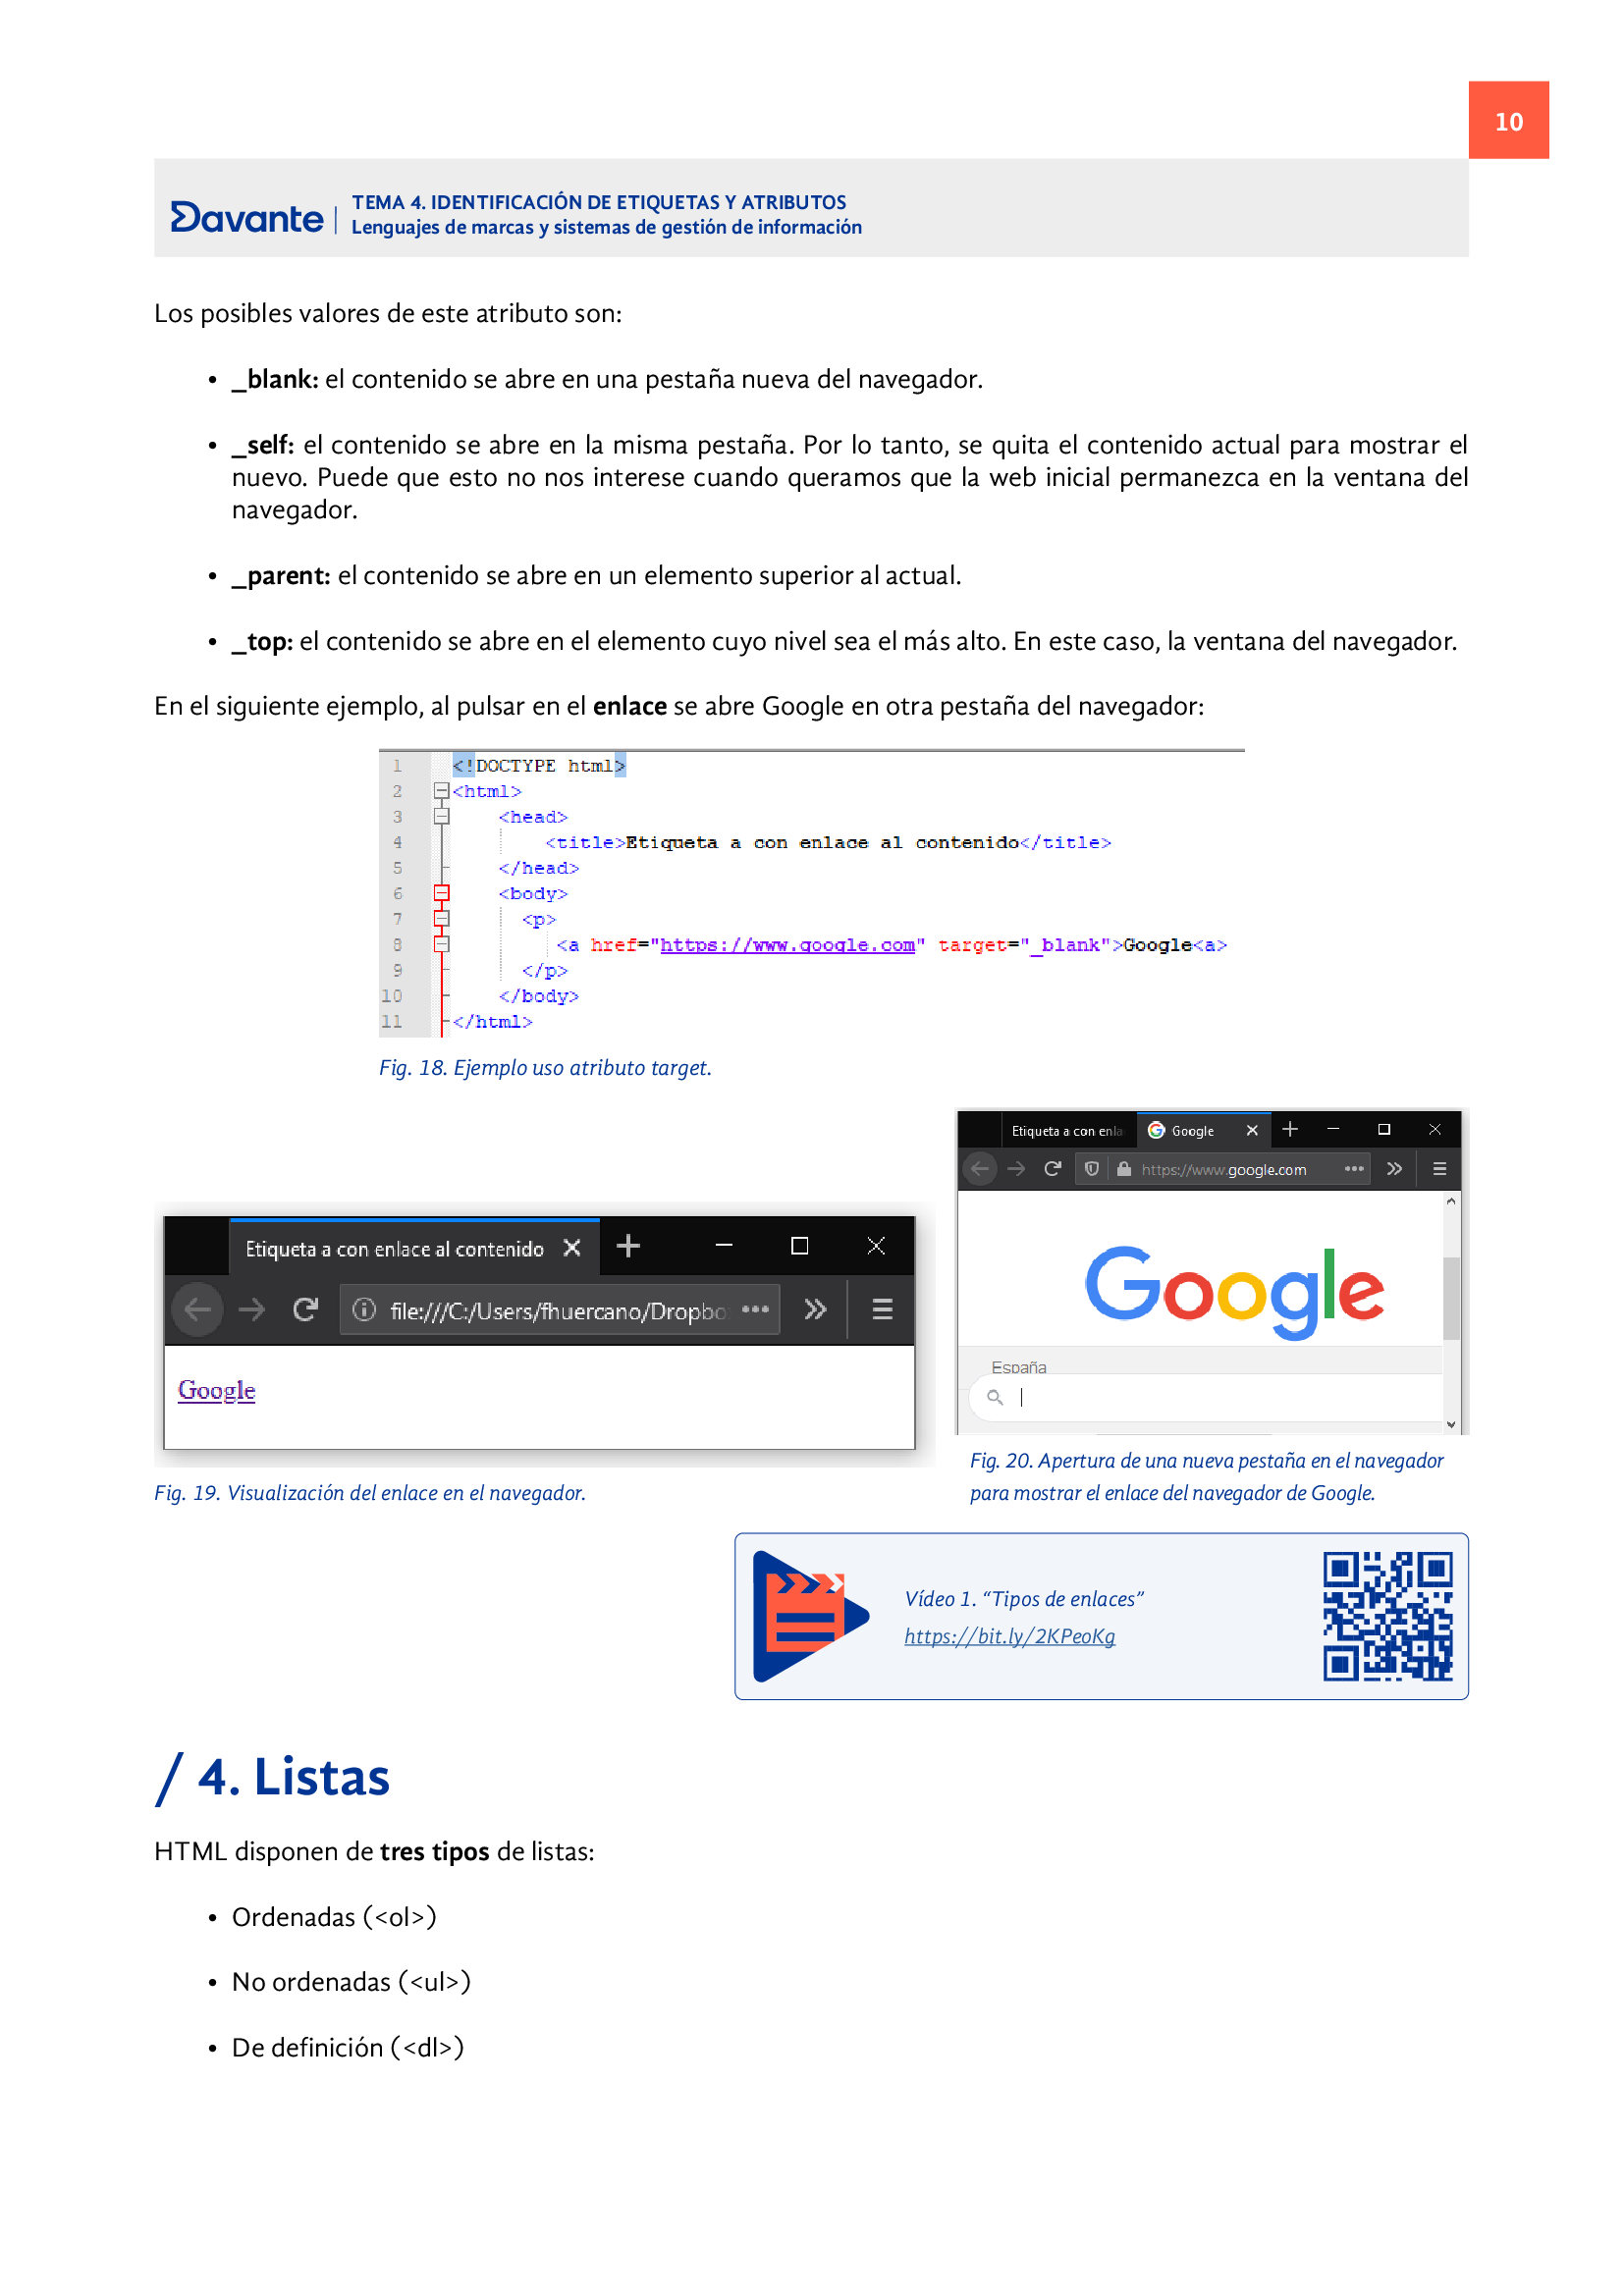 10
Davante
TEMA 4. IDENTIFICACIÓN DE ETIQUETAS Y ATRIBUTOS
Lenguajes de marcas y sistemas de gestión de información
Los posibles valores de este atributo son:
• _blank: el contenido se abre en una pestaña nueva del navegador.
• _self: el contenido se abre en la misma pestaña. Por lo tanto, se quita el contenido actual para mostrar el
nuevo. Puede que esto no nos interese cuando queramos que la web inicial permanezca en la ventana del
navegador.
• _parent: el contenido se abre en un elemento superior al actual.
• _top: el contenido se abre en el elemento cuyo nivel sea el más alto. En este caso, la ventana del navegador.
En el siguiente ejemplo, al pulsar en el enlace se abre Google en otra pestaña del navegador:
1 <!DOCTYPE html>
2 <html>
3 <head>
4 <title>Etiqueta a con enlace al contenido</title>
5 </head>
6 <body>
7 <p>
8 <a href="https://www.google.com" target="_blank">Google<a>
9 </p>
10 </body>
11 </html>
Fig. 18. Ejemplo uso atributo target.
Etiqueta a con enlace al contenido
file:///C:/Users/fhuercano/Dropbo
Google
Fig. 19. Visualización del enlace en el navegador.
Etiqueta a con enla
Google
https://www.google.com
Google
España
Fig. 20. Apertura de una nueva pestaña en el navegador
para mostrar el enlace del navegador de Google.
Vídeo 1. “Tipos de enlaces”
https://bit.ly/2KPeoKg
/ 4. Listas
HTML disponen de tres tipos de listas:
• Ordenadas (<ol>)
• No ordenadas (<ul>)
• De definición (<dl>)